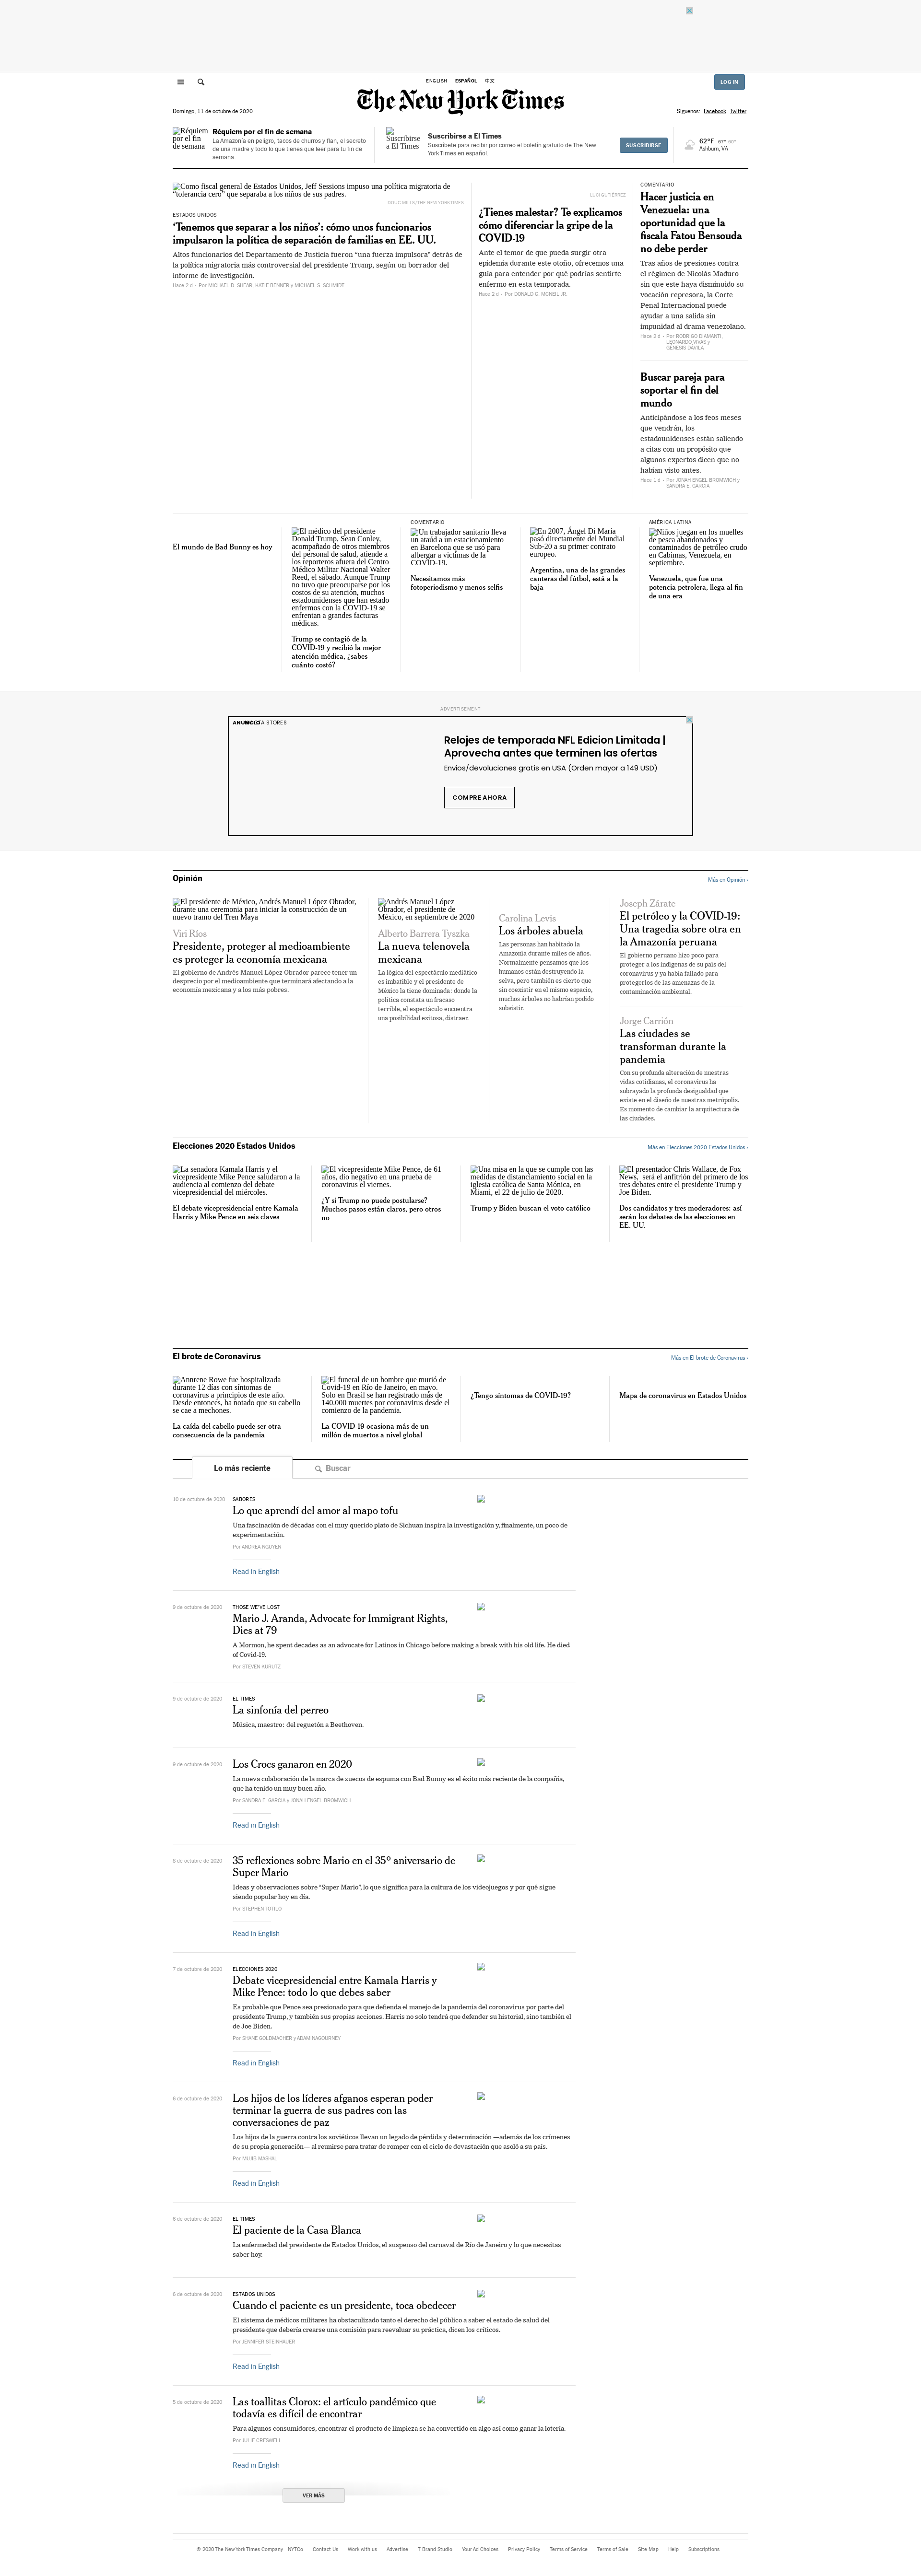 ENGLISH ESPAÑOL 中文
LOG IN
The New York Times
Domingo, 11 de octubre de 2020
Síguenos: Facebook Twitter
Réquiem
por el fin
de semana
Réquiem por el fin de semana
La Amazonía en peligro, tacos de churros y flan, el secreto
de una madre y todo lo que tienes que leer para tu fin de
semana.
Suscribirse
a El Times
Suscribirse a El Times
Suscríbete para recibir por correo el boletín gratuito de The New
York Times en español.
SUSCRIBIRSE
62°F 67° 60°
Ashburn, VA
Como fiscal general de Estados Unidos, Jeff Sessions impuso una política migratoria de
"tolerancia cero" que separaba a los niños de sus padres.
DOUG MILLS/THE NEW YORK TIMES
ESTADOS UNIDOS
‘Tenemos que separar a los niños’: cómo unos funcionarios
impulsaron la política de separación de familias en EE. UU.
Altos funcionarios del Departamento de Justicia fueron “una fuerza impulsora” detrás de
la política migratoria más controversial del presidente Trump, según un borrador del
informe de investigación.
Hace 2 d - Por MICHAEL D. SHEAR, KATIE BENNER y MICHAEL S. SCHMIDT
LUCI GUTIÉRREZ
¿Tienes malestar? Te explicamos
cómo diferenciar la gripe de la
COVID-19
Ante el temor de que pueda surgir otra
epidemia durante este otoño, ofrecemos una
guía para entender por qué podrías sentirte
enfermo en esta temporada.
Hace 2 d - Por DONALD G. MCNEIL JR.
COMENTARIO
Hacer justicia en
Venezuela: una
oportunidad que la
fiscala Fatou Bensouda
no debe perder
Tras años de presiones contra
el régimen de Nicolás Maduro
sin que este haya disminuido su
vocación represora, la Corte
Penal Internacional puede
ayudar a una salida sin
impunidad al drama venezolano.
Hace 2 d - Por RODRIGO DIAMANTI,
LEONARDO VIVAS y
GÉNESIS DÁVILA
Buscar pareja para
soportar el fin del
mundo
Anticipándose a los feos meses
que vendrán, los
estadounidenses están saliendo
a citas con un propósito que
algunos expertos dicen que no
habían visto antes.
Hace 1 d - Por JONAH ENGEL BROMWICH y
SANDRA E. GARCIA
El mundo de Bad Bunny es hoy
El médico del presidente
Donald Trump, Sean Conley,
acompañado de otros miembros
del personal de salud, atiende a
los reporteros afuera del Centro
Médico Militar Nacional Walter
Reed, el sábado. Aunque Trump
no tuvo que preocuparse por los
costos de su atención, muchos
estadounidenses que han estado
enfermos con la COVID-19 se
enfrentan a grandes facturas
médicas.
Trump se contagió de la
COVID-19 y recibió la mejor
atención médica, ¿sabes
cuánto costó?
COMENTARIO
Un trabajador sanitario lleva
un ataúd a un estacionamiento
en Barcelona que se usó para
albergar a víctimas de la
COVID-19.
Necesitamos más
fotoperiodismo y menos selfis
En 2007, Ángel Di María
pasó directamente del Mundial
Sub-20 a su primer contrato
europeo.
Argentina, una de las grandes
canteras del fútbol, está a la
baja
AMÉRICA LATINA
Niños juegan en los muelles
de pesca abandonados y
contaminados de petróleo crudo
en Cabimas, Venezuela, en
septiembre.
Venezuela, que fue una
potencia petrolera, llega al fin
de una era
ADVERTISEMENT
ANUNCIO
STORES
Relojes de temporada NFL Edicion Limitada |
Aprovecha antes que terminen las ofertas
Envios/devoluciones gratis en USA (Orden mayor a 149 USD)
COMPRE AHORA
Opinión
Más en Opinión ›
El presidente de México, Andrés Manuel López Obrador,
durante una ceremonia para iniciar la construcción de un
nuevo tramo del Tren Maya
Viri Ríos
Presidente, proteger al medioambiente
es proteger la economía mexicana
El gobierno de Andrés Manuel López Obrador parece tener un
desprecio por el medioambiente que terminará afectando a la
economía mexicana y a los más pobres.
Andrés Manuel López
Obrador, el presidente de
México, en septiembre de 2020
Alberto Barrera Tyszka
La nueva telenovela
mexicana
La lógica del espectáculo mediático
es imbatible y el presidente de
México la tiene dominada: donde la
política constata un fracaso
terrible, el espectáculo encuentra
una posibilidad exitosa, distraer.
Carolina Levis
Los árboles abuela
Las personas han habitado la
Amazonía durante miles de años.
Normalmente pensamos que los
humanos están destruyendo la
selva, pero también es cierto que
sin coexistir en el mismo espacio,
muchos árboles no habrían podido
subsistir.
Joseph Zárate
El petróleo y la COVID-19:
Una tragedia sobre otra en
la Amazonía peruana
El gobierno peruano hizo poco para
proteger a los indígenas de su país del
coronavirus y ya había fallado para
protegerlos de las amenazas de la
contaminación ambiental.
Jorge Carrión
Las ciudades se
transforman durante la
pandemia
Con su profunda alteración de nuestras
vidas cotidianas, el coronavirus ha
subrayado la profunda desigualdad que
existe en el diseño de nuestras metrópolis.
Es momento de cambiar la arquitectura de
las ciudades.
Elecciones 2020 Estados Unidos
Más en Elecciones 2020 Estados Unidos ›
La senadora Kamala Harris y el
vicepresidente Mike Pence saludaron a la
audiencia al comienzo del debate
vicepresidencial del miércoles.
El debate vicepresidencial entre Kamala
Harris y Mike Pence en seis claves
El vicepresidente Mike Pence, de 61
años, dio negativo en una prueba de
coronavirus el viernes.
¿Y si Trump no puede postularse?
Muchos pasos están claros, pero otros
no
Una misa en la que se cumple con las
medidas de distanciamiento social en la
iglesia católica de Santa Mónica, en
Miami, el 22 de julio de 2020.
Trump y Biden buscan el voto católico
El presentador Chris Wallace, de Fox
News, será el anfitrión del primero de los
tres debates entre el presidente Trump y
Joe Biden.
Dos candidatos y tres moderadores: así
serán los debates de las elecciones en
EE. UU.
El brote de Coronavirus
Más en El brote de Coronavirus ›
Annrene Rowe fue hospitalizada
durante 12 días con síntomas de
coronavirus a principios de este año.
Desde entonces, ha notado que su cabello
se cae a mechones.
La caída del cabello puede ser otra
consecuencia de la pandemia
El funeral de un hombre que murió de
Covid-19 en Río de Janeiro, en mayo.
Solo en Brasil se han registrado más de
140.000 muertes por coronavirus desde el
comienzo de la pandemia.
La COVID-19 ocasiona más de un
millón de muertos a nivel global
¿Tengo síntomas de COVID-19?
Mapa de coronavirus en Estados Unidos
Lo más reciente
Buscar
10 de octubre de 2020
SABORES
Lo que aprendí del amor al mapo tofu
Una fascinación de décadas con el muy querido plato de Sichuan inspira la investigación y, finalmente, un poco de
experimentación.
Por ANDREA NGUYEN
Read in English
9 de octubre de 2020
THOSE WE'VE LOST
Mario J. Aranda, Advocate for Immigrant Rights,
Dies at 79
A Mormon, he spent decades as an advocate for Latinos in Chicago before making a break with his old life. He died
of Covid-19.
Por STEVEN KURUTZ
9 de octubre de 2020
EL TIMES
La sinfonía del perreo
Música, maestro: del reguetón a Beethoven.
9 de octubre de 2020
Los Crocs ganaron en 2020
La nueva colaboración de la marca de zuecos de espuma con Bad Bunny es el éxito más reciente de la compañía,
que ha tenido un muy buen año.
Por SANDRA E. GARCIA y JONAH ENGEL BROMWICH
Read in English
8 de octubre de 2020
35 reflexiones sobre Mario en el 35º aniversario de
Super Mario
Ideas y observaciones sobre “Super Mario”, lo que significa para la cultura de los videojuegos y por qué sigue
siendo popular hoy en día.
Por STEPHEN TOTILO
Read in English
7 de octubre de 2020
ELECCIONES 2020
Debate vicepresidencial entre Kamala Harris y
Mike Pence: todo lo que debes saber
Es probable que Pence sea presionado para que defienda el manejo de la pandemia del coronavirus por parte del
presidente Trump, y también sus propias acciones. Harris no solo tendrá que defender su historial, sino también el
de Joe Biden.
Por SHANE GOLDMACHER y ADAM NAGOURNEY
Read in English
6 de octubre de 2020
Los hijos de los líderes afganos esperan poder
terminar la guerra de sus padres con las
conversaciones de paz
Los hijos de la guerra contra los soviéticos llevan un legado de pérdida y determinación —además de los crímenes
de su propia generación— al reunirse para tratar de romper con el ciclo de devastación que asoló a su país.
Por MUJIB MASHAL
Read in English
6 de octubre de 2020
EL TIMES
El paciente de la Casa Blanca
La enfermedad del presidente de Estados Unidos, el suspenso del carnaval de Río de Janeiro y lo que necesitas
saber hoy.
6 de octubre de 2020
ESTADOS UNIDOS
Cuando el paciente es un presidente, toca obedecer
El sistema de médicos militares ha obstaculizado tanto el derecho del público a saber el estado de salud del
presidente que debería crearse una comisión para reevaluar su práctica, dicen los críticos.
Por JENNIFER STEINHAUER
Read in English
5 de octubre de 2020
Las toallitas Clorox: el artículo pandémico que
todavía es difícil de encontrar
Para algunos consumidores, encontrar el producto de limpieza se ha convertido en algo así como ganar la lotería.
Por JULIE CRESWELL
Read in English
VER MÁS
© 2020 The New York Times Company NYTCo Contact Us Work with us Advertise T Brand Studio Your Ad Choices Privacy Policy Terms of Service Terms of Sale Site Map Help Subscriptions